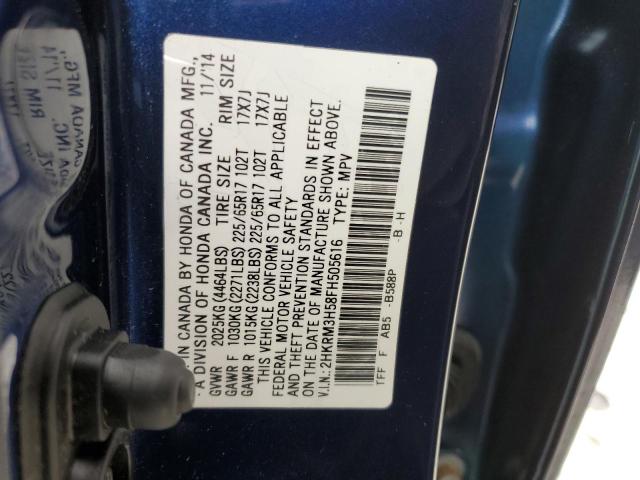 IN CANADA BY HONDA OF CANADA MFG.,
A DIVISION OF HONDA CANADA INC. 11/'14
GVWR 2025KG (4464LBS) TIRE SIZE RIM SIZE
GAWR F 1030KG (2271LBS) 225/65R17 102T 17X7J
GAWR R 1015KG (2238LBS) 225/65R17 102T 17X7J
THIS VEHICLE CONFORMS TO ALL APPLICABLE
FEDERAL MOTOR VEHICLE SAFETY
AND THEFT PREVENTION STANDARDS IN EFFECT
ON THE DATE OF MANUFACTURE SHOWN ABOVE.
V.I.N.: 2HKRM3H58FH505616 TYPE: MPV
TFF F AB5 -B588P -B -H